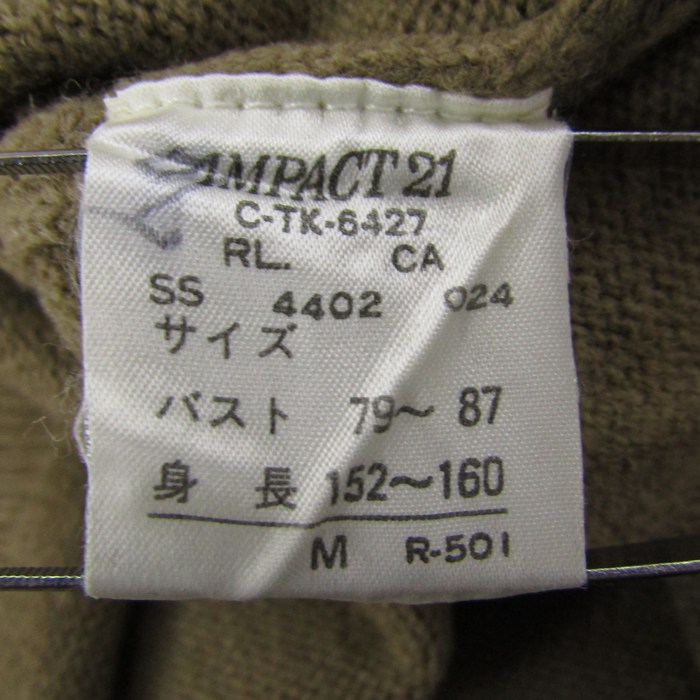 IMPACT 21
C-TK-6427
RL. CA
SS 4402 024
サイズ
バスト 79～ 87
身 長 152～160
M R-501